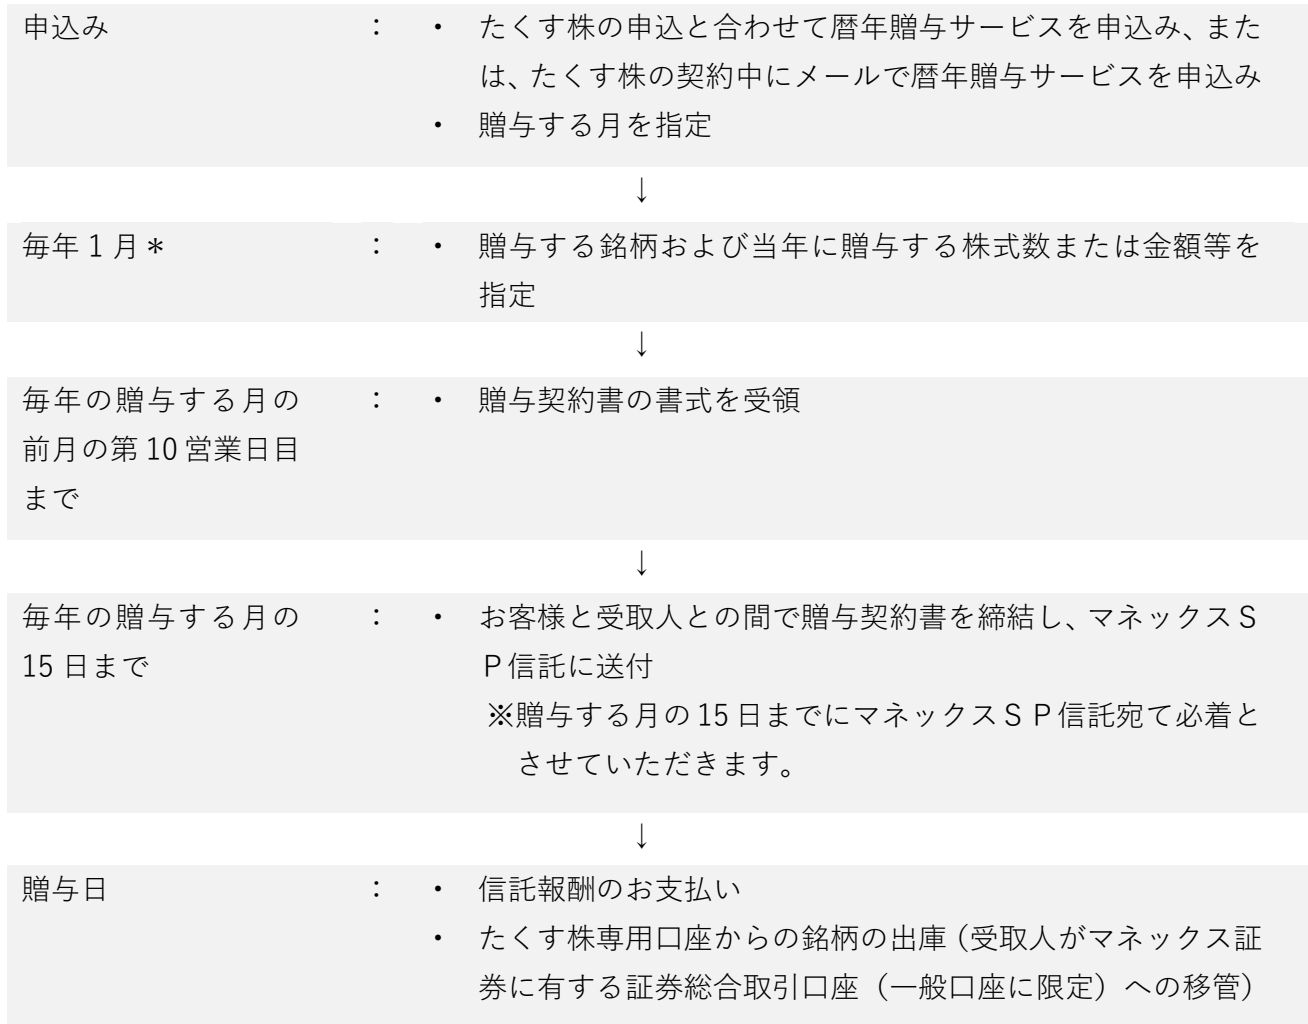 申込み ： ・ たくす株の申込と合わせて暦年贈与サービスを申込み、また
は、たくす株の契約中にメールで暦年贈与サービスを申込み
・ 贈与する月を指定
↓
毎年 1 月＊ ： ・ 贈与する銘柄および当年に贈与する株式数または金額等を
指定
↓
毎年の贈与する月の ： ・ 贈与契約書の書式を受領
前月の第 10 営業日目
まで
↓
毎年の贈与する月の ： ・ お客様と受取人との間で贈与契約書を締結し、マネックスＳ
15 日まで Ｐ信託に送付
※贈与する月の 15 日までにマネックスＳＰ信託宛て必着と
させていただきます。
↓
贈与日 ： ・ 信託報酬のお支払い
・ たくす株専用口座からの銘柄の出庫（受取人がマネックス証
券に有する証券総合取引口座（一般口座に限定）への移管）